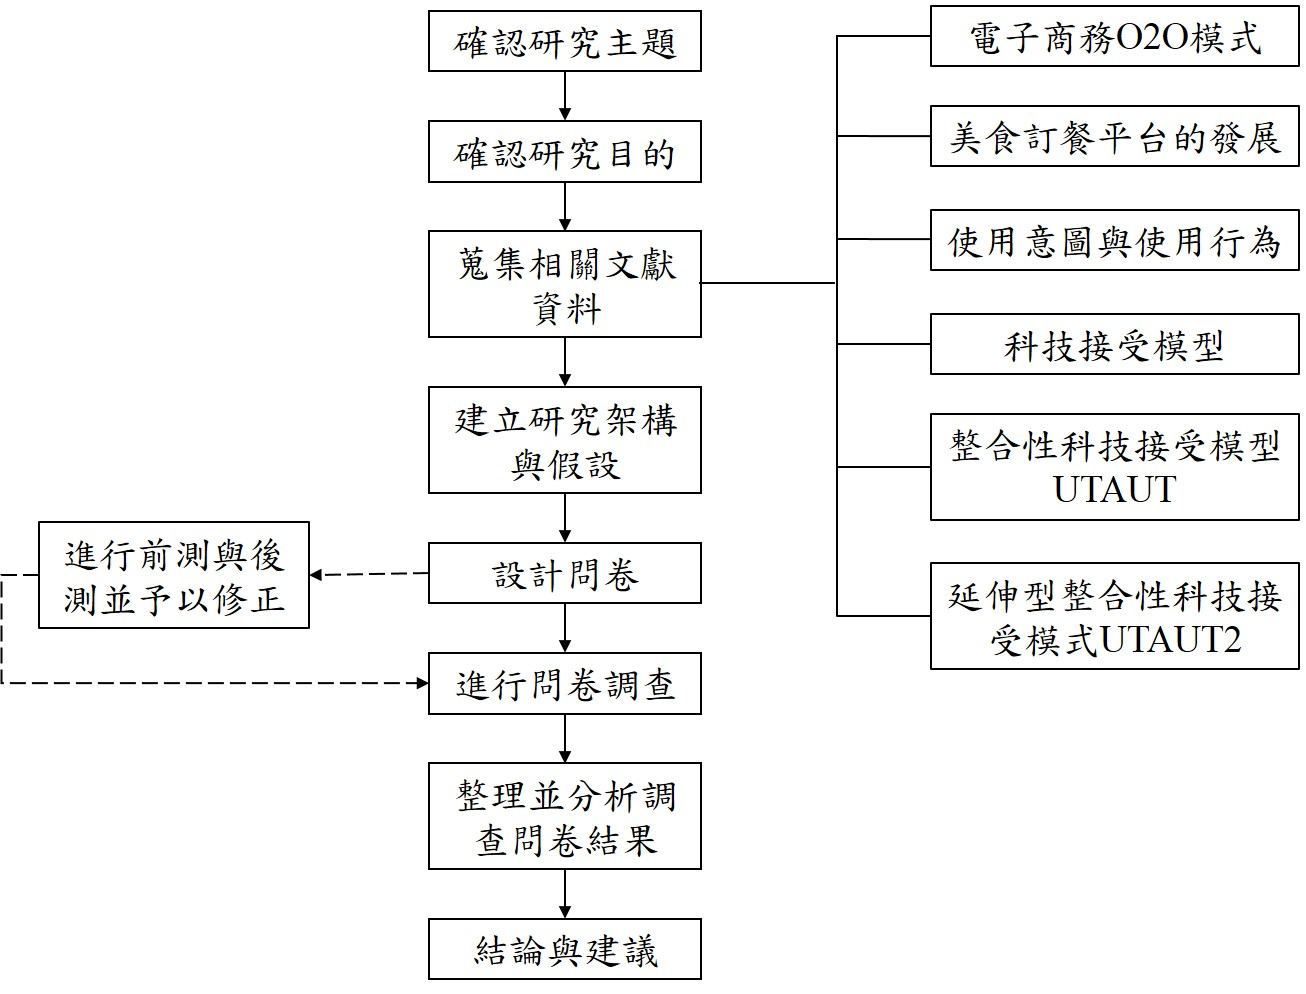 確認研究主題
確認研究目的
蒐集相關文獻
資料
建立研究架構
與假設
設計問卷
進行前測與後
測並予以修正
進行問卷調查
整理並分析調
查問卷結果
結論與建議
電子商務O2O模式
美食訂餐平台的發展
使用意圖與使用行為
科技接受模型
整合性科技接受模型
UTAUT
延伸型整合性科技接
受模式UTAUT2